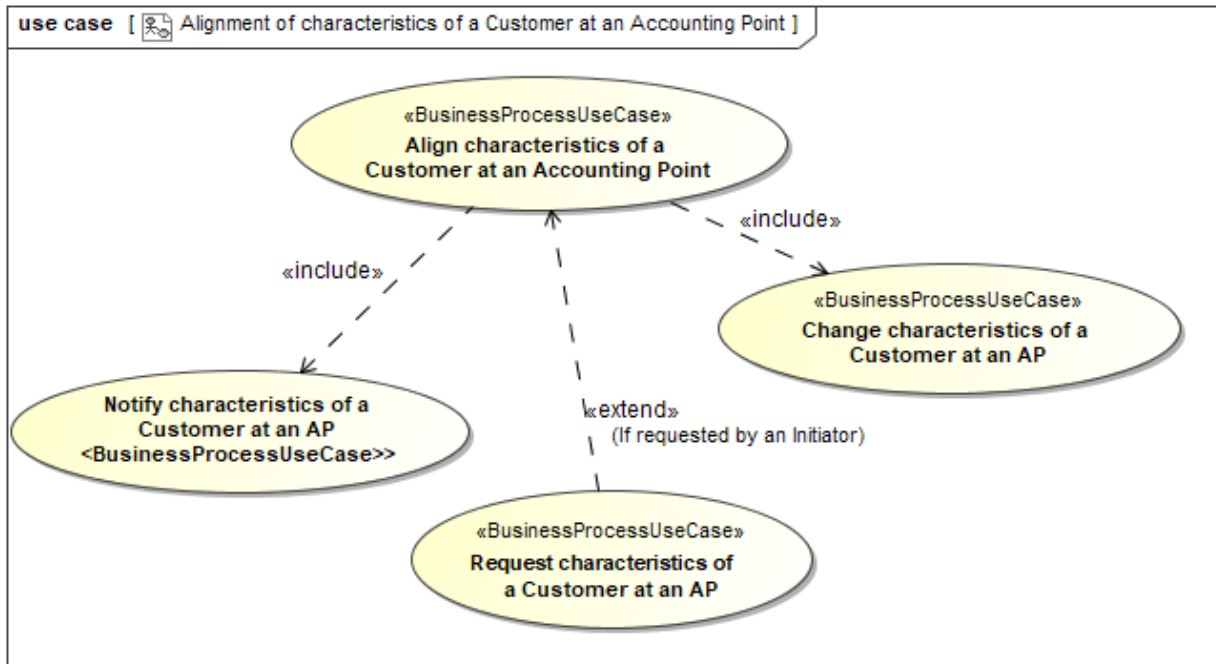 use case [ Alignment of characteristics of a Customer at an Accounting Point ]
«BusinessProcessUseCase»
Align characteristics of a
Customer at an Accounting Point
«include»
«include»
«BusinessProcessUseCase»
Change characteristics of a
Customer at an AP
Notify characteristics of a
Customer at an AP
<BusinessProcessUseCase>>
«extend»
(If requested by an Initiator)
«BusinessProcessUseCase»
Request characteristics of
a Customer at an AP